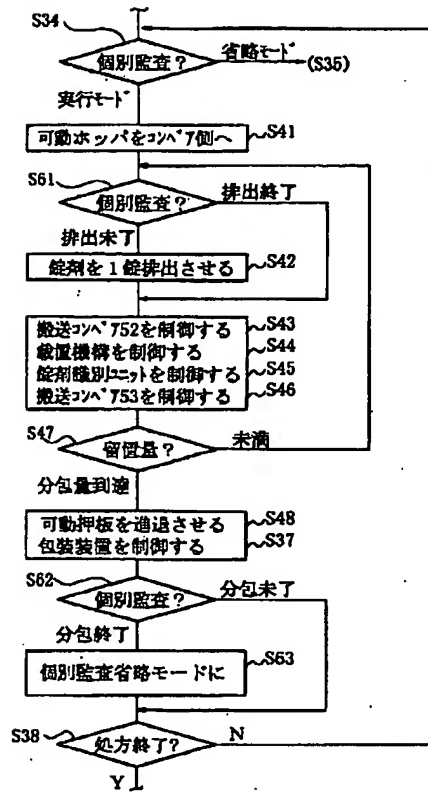 S34
個別監査?
省略モード
(S35)
実行モード
可動ホッパをコンベア側へ
S41
S61
個別監査?
排出終了
排出未了
錠剤を1錠排出させる
S42
搬送コンベア52を制御する
S43
載置機構を制御する
S44
錠剤識別ユニットを制御する
S45
搬送コンベア53を制御する
S46
S47
留置量?
未満
分包量到達
可動押板を進退させる
S48
包装装置を制御する
S37
S62
個別監査?
分包未了
分包終了
個別監査省略モードに
S63
S38
処方終了?
N
Y